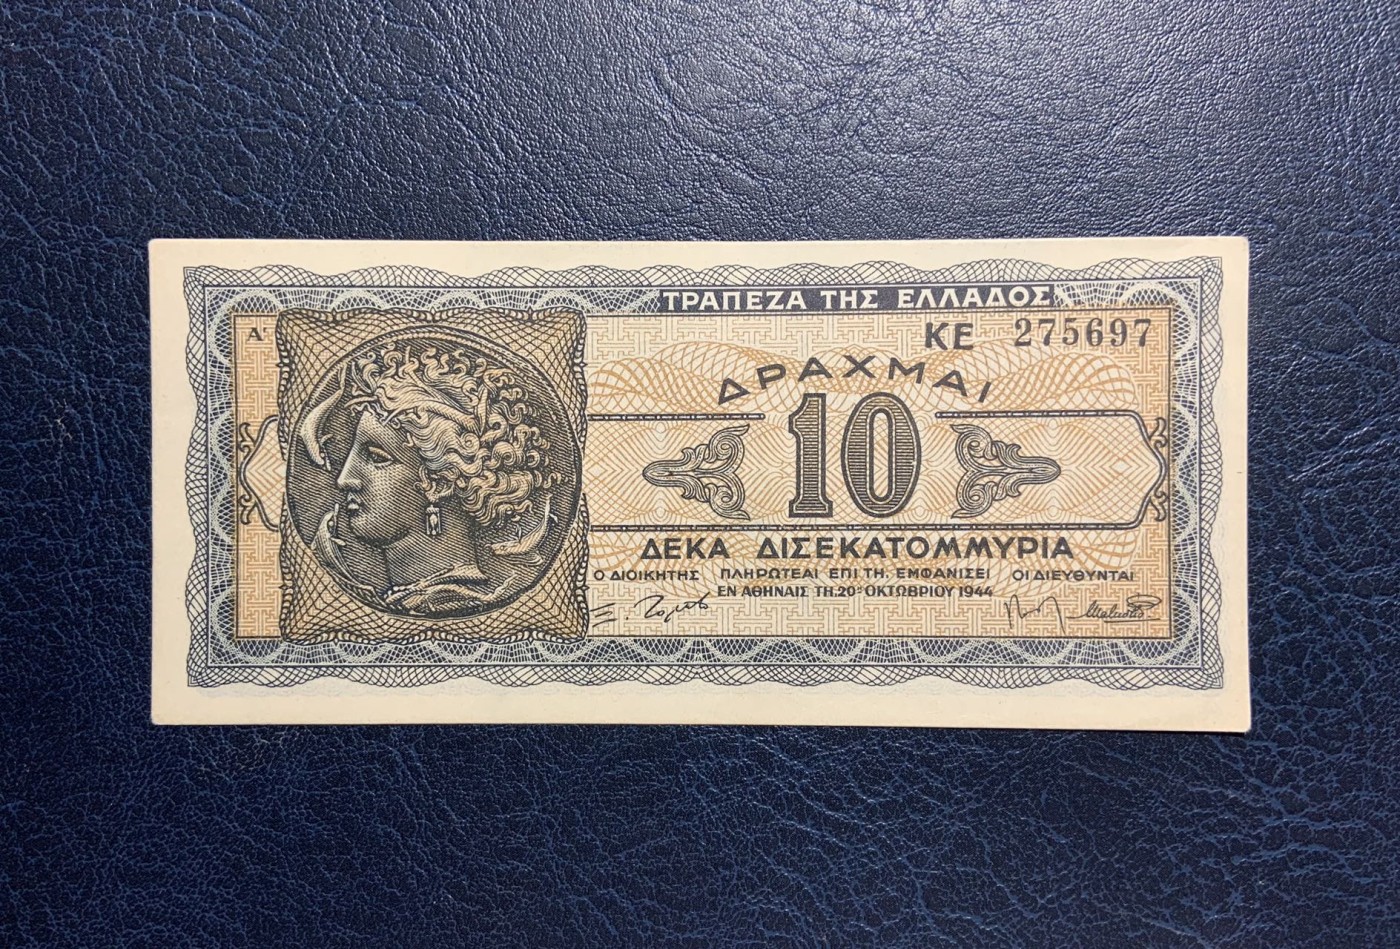 ΤΡΑΠΕΖΑ ΤΗΣ ΕΛΛΑΔΟΣ
Α'
ΚΕ 275697
ΔΡΑΧΜΑΙ
10
ΔΕΚΑ ΔΙΣΕΚΑΤΟΜΜΥΡΙΑ
Ο ΔΙΟΙΚΗΤΗΣ ΠΛΗΡΩΤΕΑΙ ΕΠΙ ΤΗ. ΕΜΦΑΝΙΣΕΙ ΟΙ ΔΙΕΥΘΥΝΤΑΙ
ΕΝ ΑΘΗΝΑΙΣ ΤΗ. 20ῃ ΟΚΤΩΒΡΙΟΥ 1944